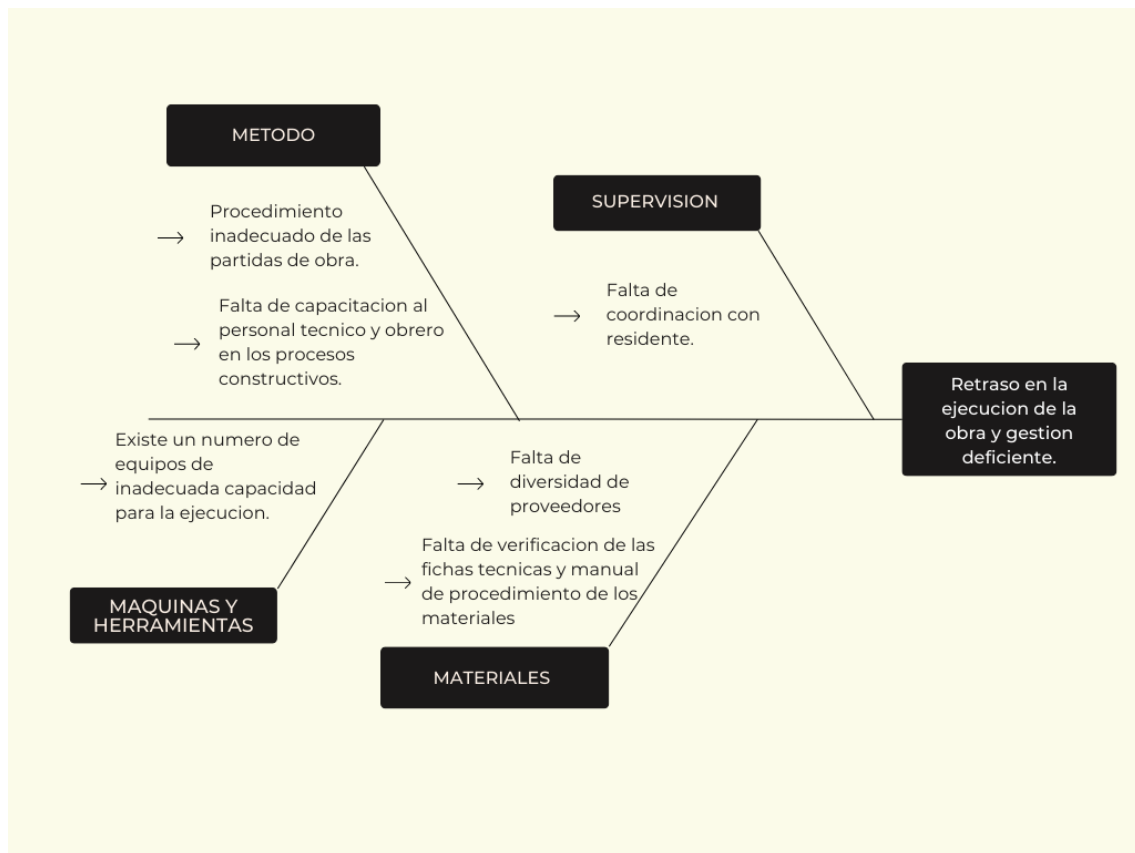 METODO
Procedimiento
inadecuado de las
partidas de obra.
Falta de capacitacion al
personal tecnico y obrero
en los procesos
constructivos.
SUPERVISION
Falta de
coordinacion con
residente.
Retraso en la
ejecucion de la
obra y gestion
deficiente.
Existe un numero de
equipos de
inadecuada capacidad
para la ejecucion.
MAQUINAS Y
HERRAMIENTAS
Falta de
diversidad de
proveedores
Falta de verificacion de las
fichas tecnicas y manual
de procedimiento de los
materiales
MATERIALES